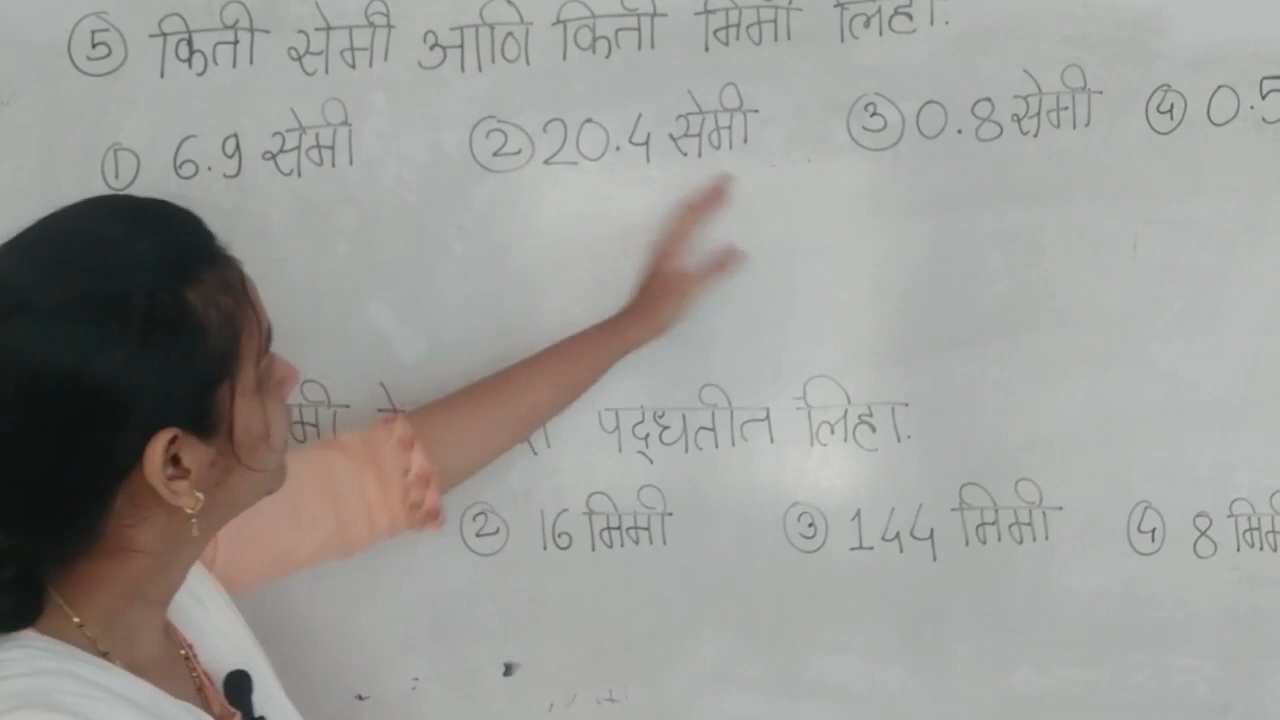 ⑤ किती सेमी आणि किती मिमी लिहा.
① 6.9 सेमी ② 20.4 सेमी ③ 0.8 सेमी ④ 0.5
मी पद्धतीत लिहा.
② 16 मिमी ③ 144 मिमी ④ 8 मिमी